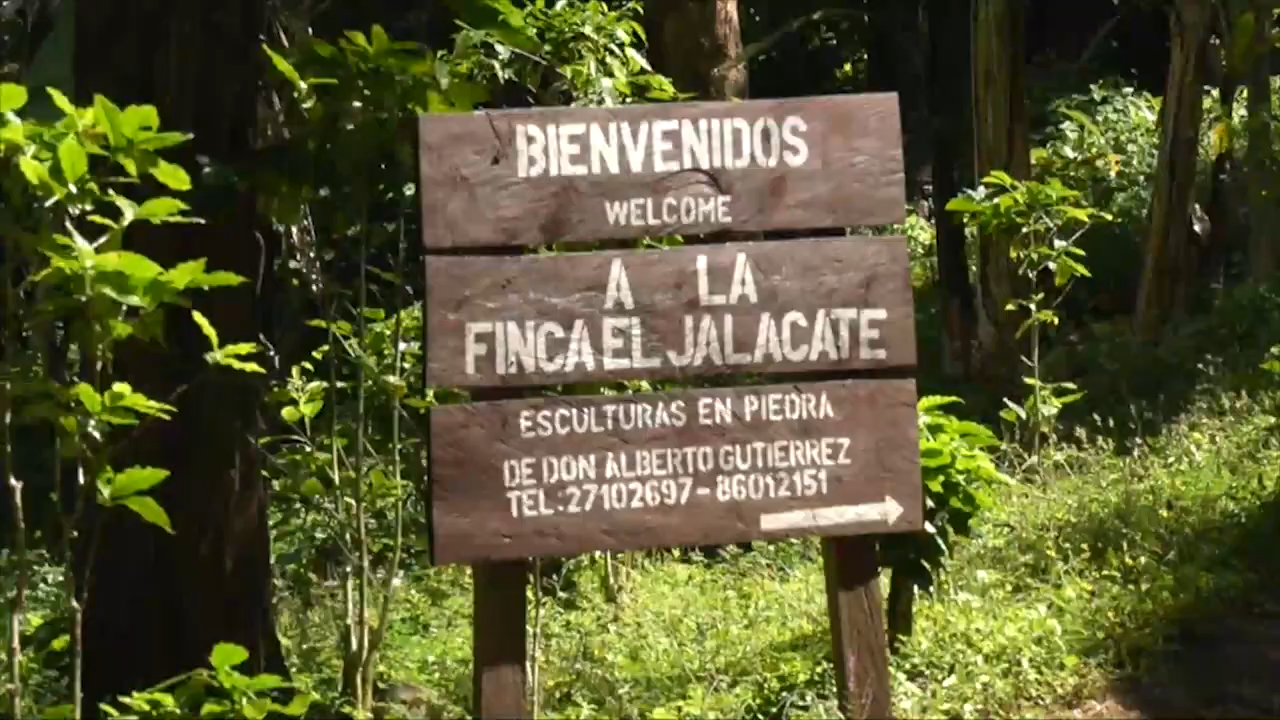 BIENVENIDOS
WELCOME
A LA
FINCA EL JALACATE
ESCULTURAS EN PIEDRA
DE DON ALBERTO GUTIERREZ
TEL:27102697-86012151